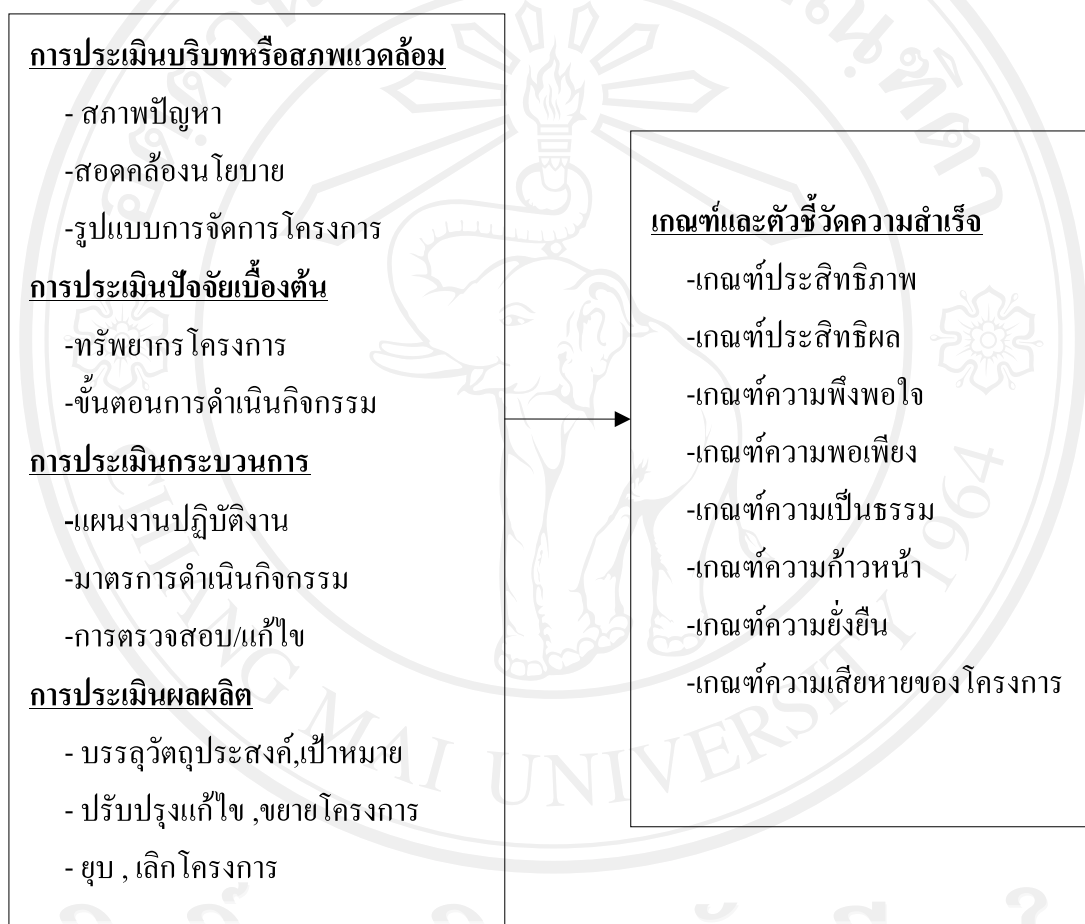 การประเมินบริบทหรือสภพแวดล้อม
- สภาพปัญหา
-สอดคล้องนโยบาย
-รูปแบบการจัดการโครงการ
การประเมินปัจจัยเบื้องต้น
-ทรัพยากรโครงการ
-ขั้นตอนการดำเนินกิจกรรม
การประเมินกระบวนการ
-แผนงานปฏิบัติงาน
-มาตรการดำเนินกิจกรรม
-การตรวจสอบ/แก้ไข
การประเมินผลผลิต
- บรรลุวัตถุประสงค์,เป้าหมาย
- ปรับปรุงแก้ไข ,ขยายโครงการ
- ยุบ , เลิกโครงการ
เกณฑ์และตัวชี้วัดความสำเร็จ
-เกณฑ์ประสิทธิภาพ
-เกณฑ์ประสิทธิผล
-เกณฑ์ความพึงพอใจ
-เกณฑ์ความพอเพียง
-เกณฑ์ความเป็นธรรม
-เกณฑ์ความก้าวหน้า
-เกณฑ์ความยั่งยืน
-เกณฑ์ความเสียหายของโครงการ
CHIANG MAI UNIVERSITY 1964